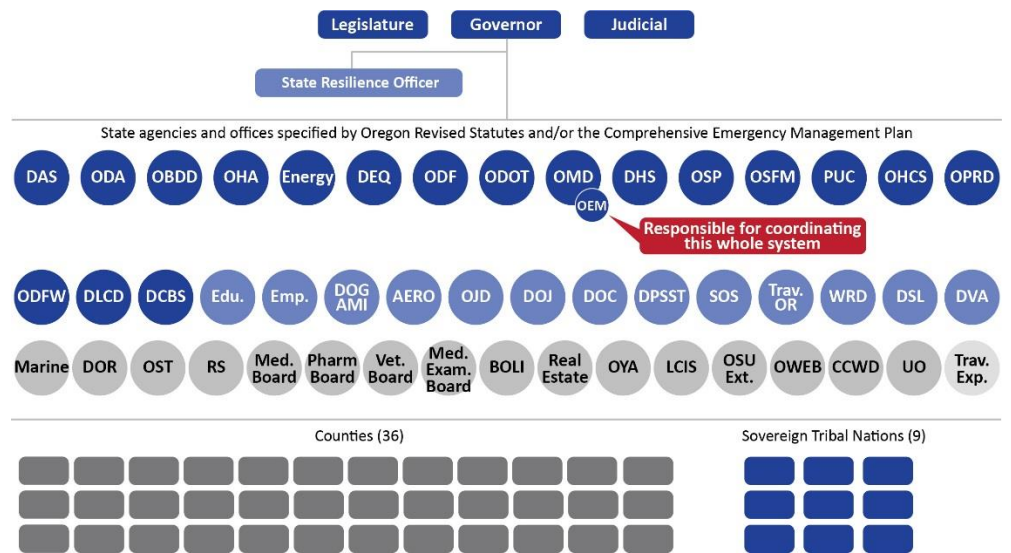 Legislature
Governor
Judicial
State Resilience Officer
State agencies and offices specified by Oregon Revised Statutes and/or the Comprehensive Emergency Management Plan
DAS
ODA
OBDD
OHA
Energy
DEQ
ODF
ODOT
OMD
DHS
OSP
OSFM
PUC
OHCS
OPRD
OEM
Responsible for coordinating
this whole system
ODFW
DLCD
DCBS
Edu.
Emp.
DOG
AMI
AERO
OJD
DOJ
DOC
DPSST
SOS
Trav.
OR
WRD
DSL
DVA
Marine
DOR
OST
RS
Med.
Board
Pharm
Board
Vet.
Board
Med.
Exam.
Board
BOLI
Real
Estate
OYA
LCIS
OSU
Ext.
OWEB
CCWD
UO
Trav.
Exp.
Counties (36)
Sovereign Tribal Nations (9)